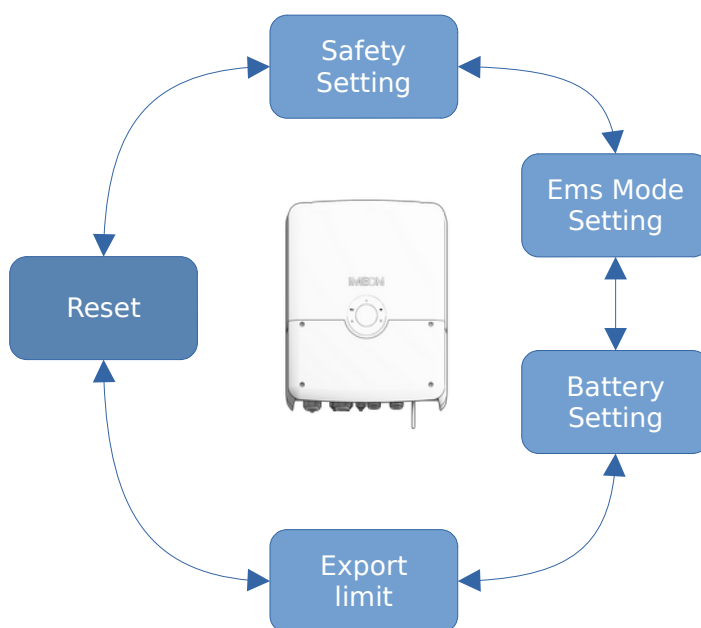 Safety
Setting
Ems Mode
Setting
Reset
IMEON
Battery
Setting
Export
limit